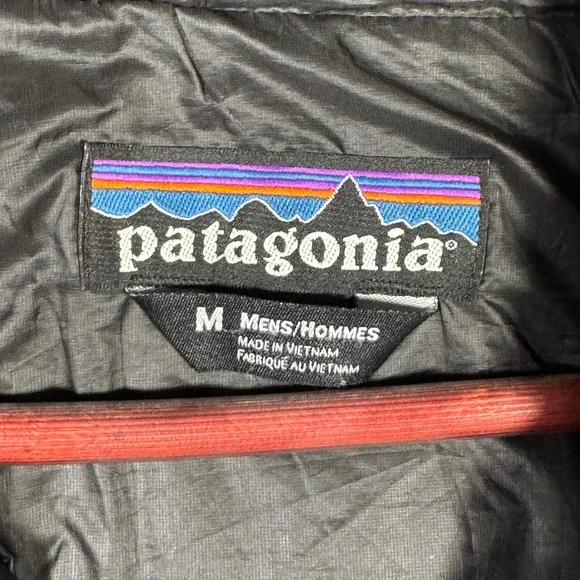 patagonia®
M MENS/HOMMES
MADE IN VIETNAM
FABRIQUÉ AU VIETNAM